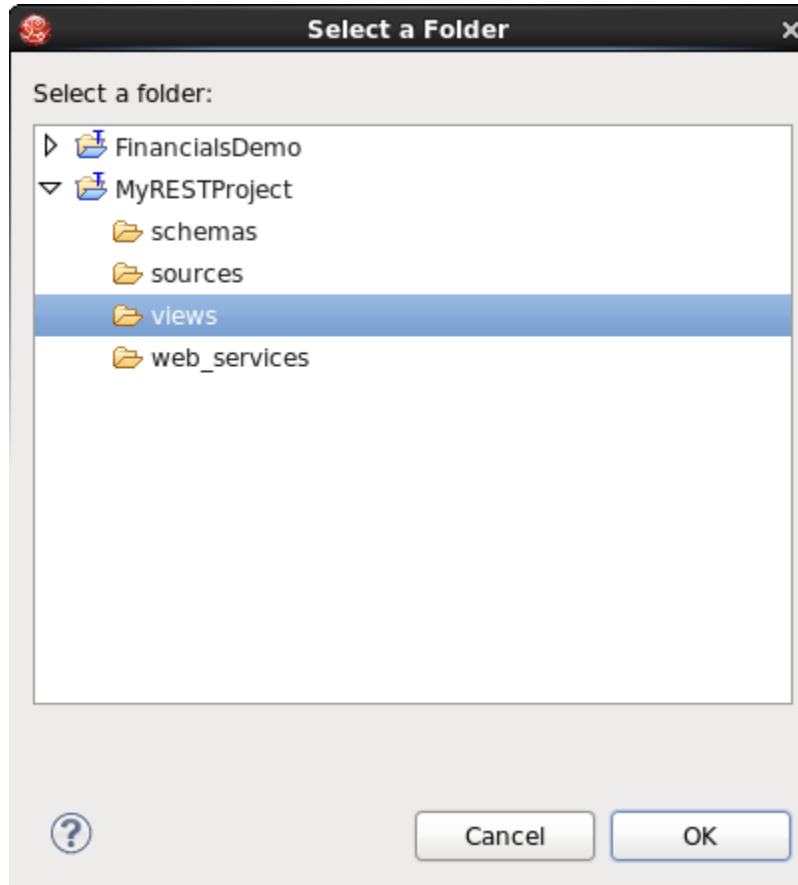 Select a Folder
Select a folder:
FinancialsDemo
MyRESTProject
schemas
sources
views
web_services
Cancel OK